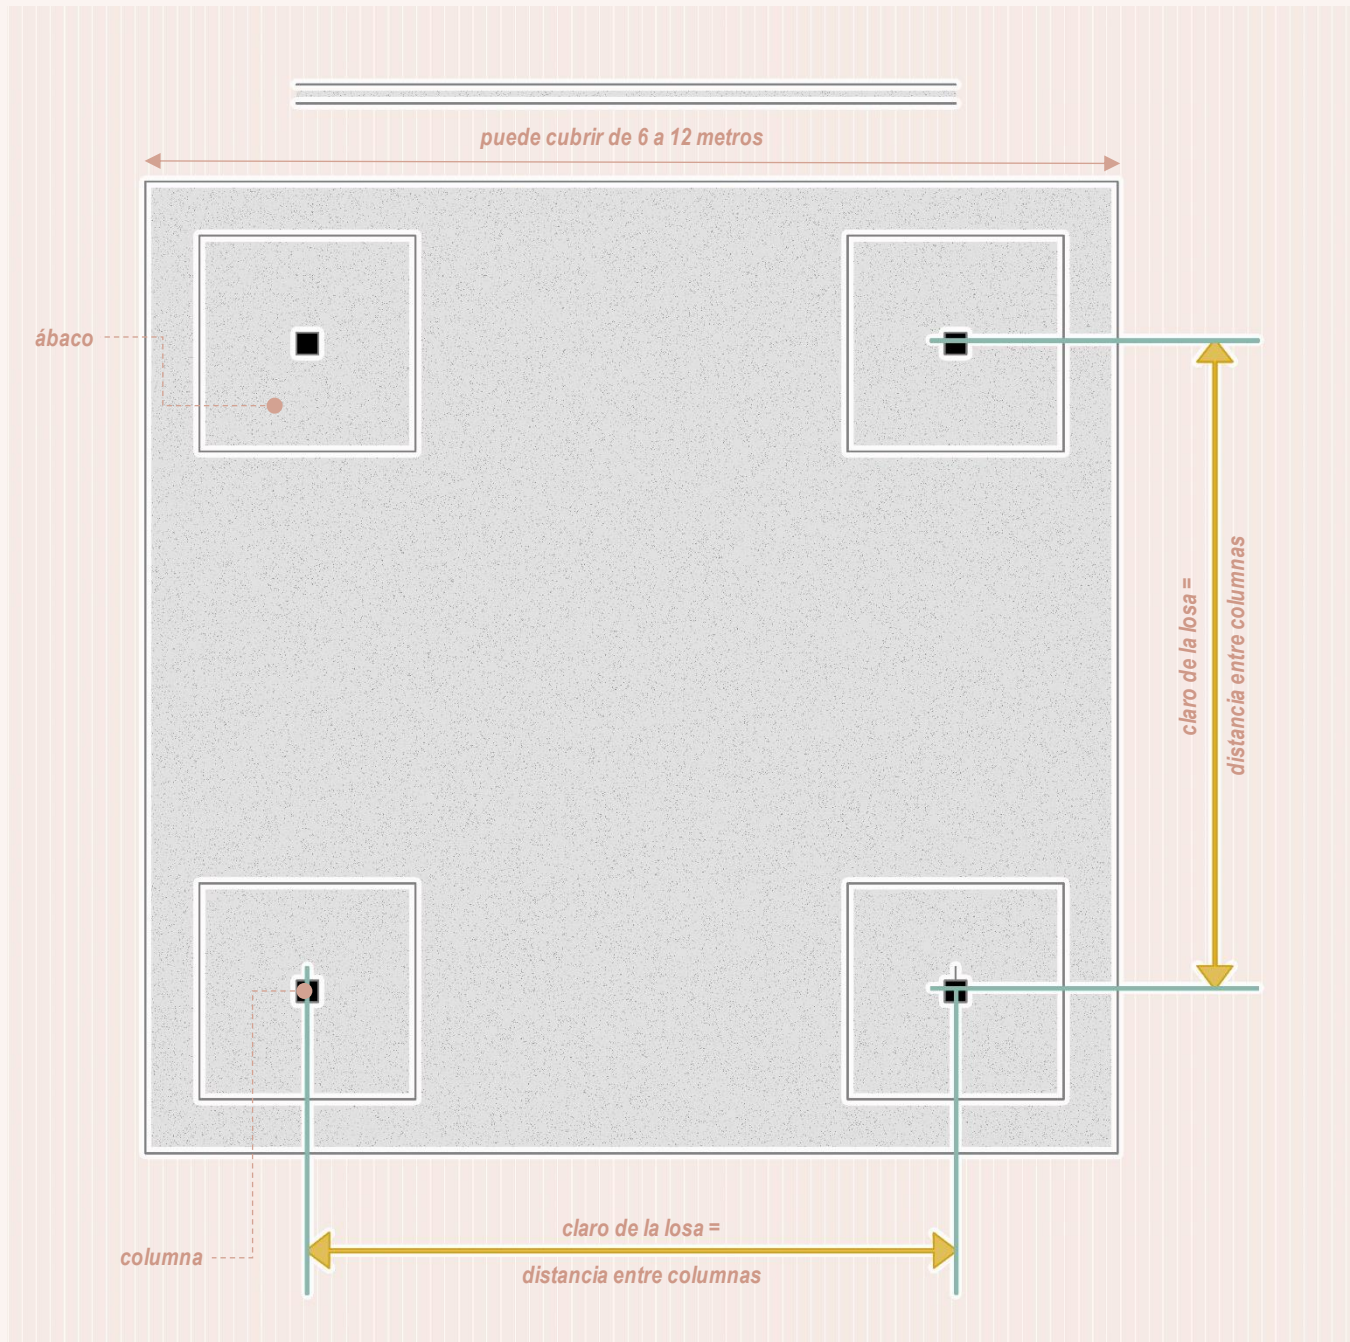 puede cubrir de 6 a 12 metros
ábaco
claro de la losa =
distancia entre columnas
claro de la losa =
distancia entre columnas
columna